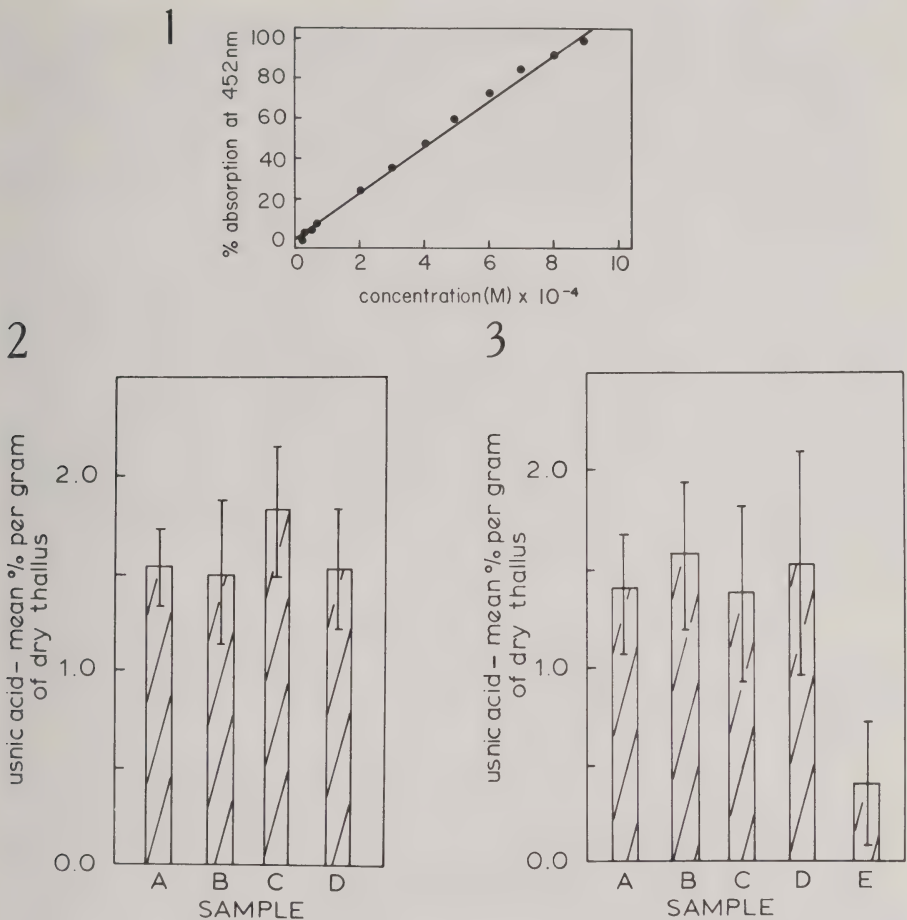 1
% absorption at 452nm
100
80
60
40
20
0
0 2 4 6 8 10
concentration(M) x 10⁻⁴
2
usnic acid – mean % per gram
of dry thallus
2.0
1.0
0.0
A B C D
SAMPLE
3
usnic acid – mean % per gram
of dry thallus
2.0
1.0
0.0
A B C D E
SAMPLE